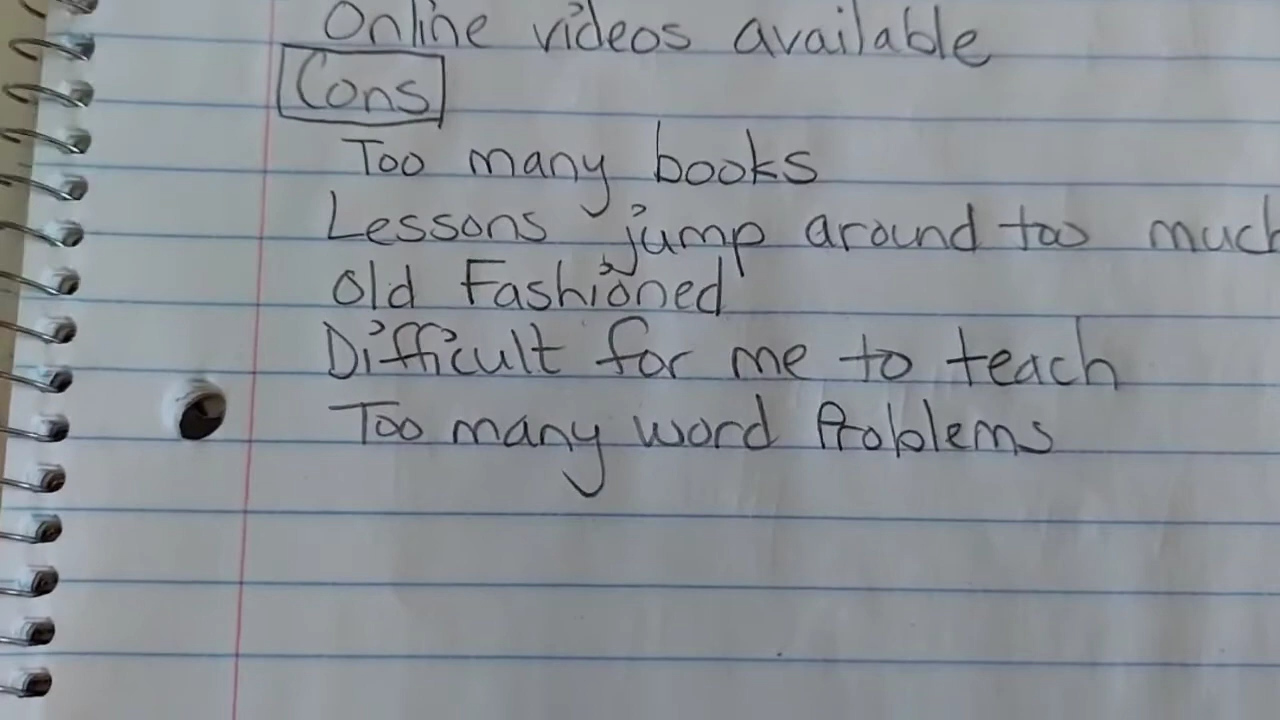 Online videos available
Cons
Too many books
Lessons jump around too much
Old Fashioned
Difficult for me to teach
Too many word Problems